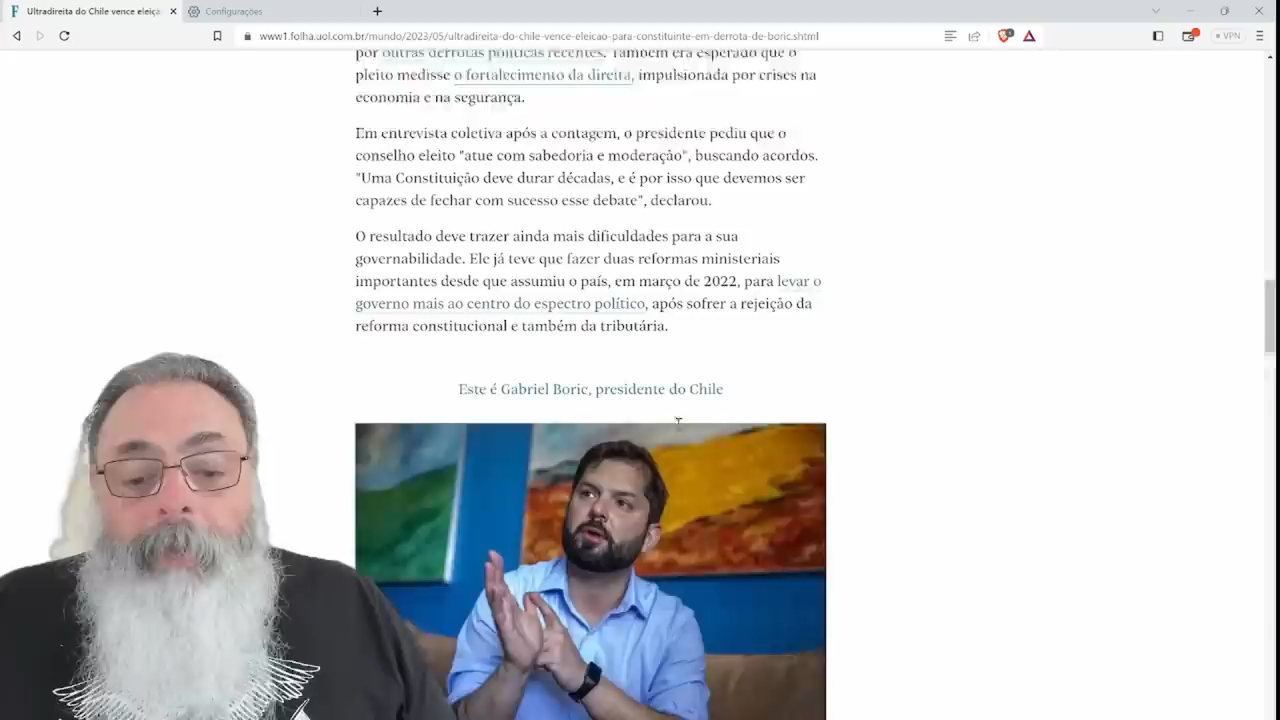 Ultradireita do Chile vence eleiçã
Configurações
www1.folha.uol.com.br/mundo/2023/05/ultradireita-do-chile-vence-eleicao-para-constituinte-em-derrota-de-boric.shtml
VPN
por outras derrotas políticas recentes. Também era esperado que o
pleito medisse o fortalecimento da direita, impulsionada por crises na
economia e na segurança.
Em entrevista coletiva após a contagem, o presidente pediu que o
conselho eleito "atue com sabedoria e moderação", buscando acordos.
"Uma Constituição deve durar décadas, e é por isso que devemos ser
capazes de fechar com sucesso esse debate", declarou.
O resultado deve trazer ainda mais dificuldades para a sua
governabilidade. Ele já teve que fazer duas reformas ministeriais
importantes desde que assumiu o país, em março de 2022, para levar o
governo mais ao centro do espectro político, após sofrer a rejeição da
reforma constitucional e também da tributária.
Este é Gabriel Boric, presidente do Chile